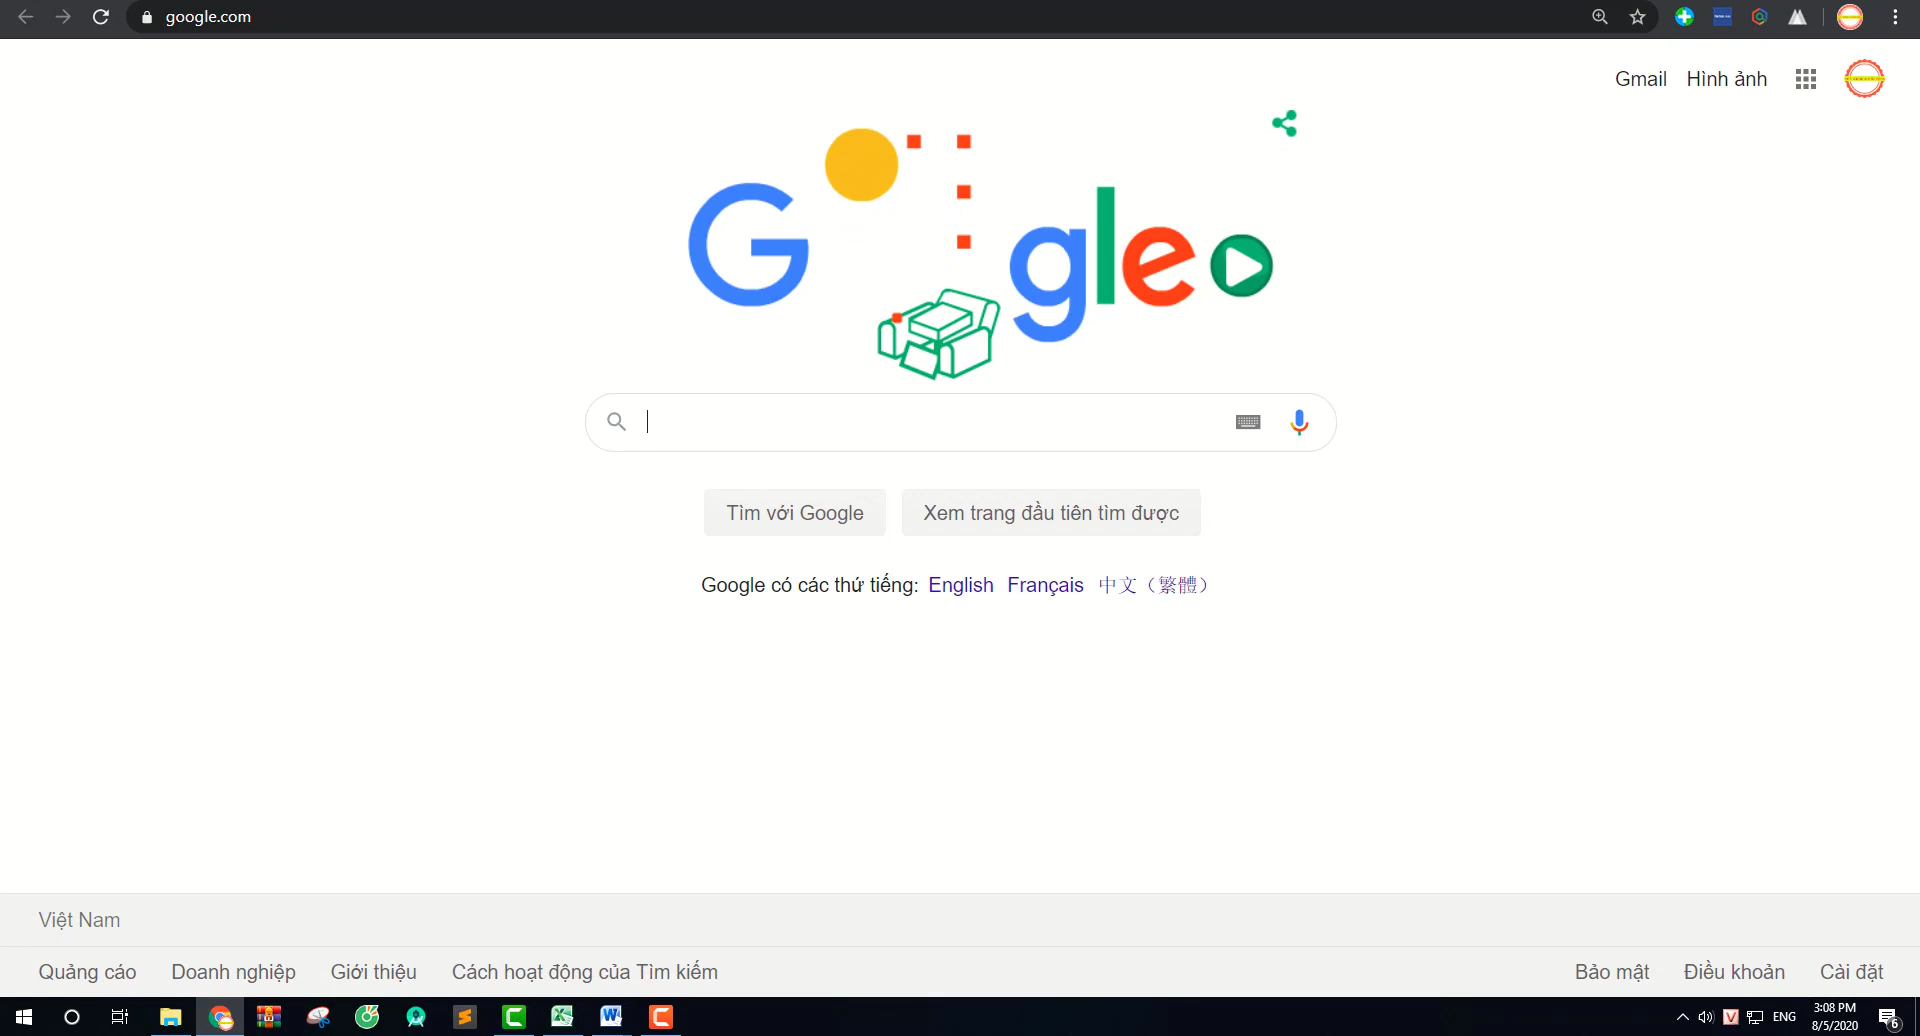 google.com
Gmail Hình ảnh
G gle
Tìm với Google Xem trang đầu tiên tìm được
Google có các thứ tiếng: English Français 中文（繁體）
Việt Nam
Quảng cáo Doanh nghiệp Giới thiệu Cách hoạt động của Tìm kiếm Bảo mật Điều khoản Cài đặt
ENG 3:08 PM
8/5/2020
6